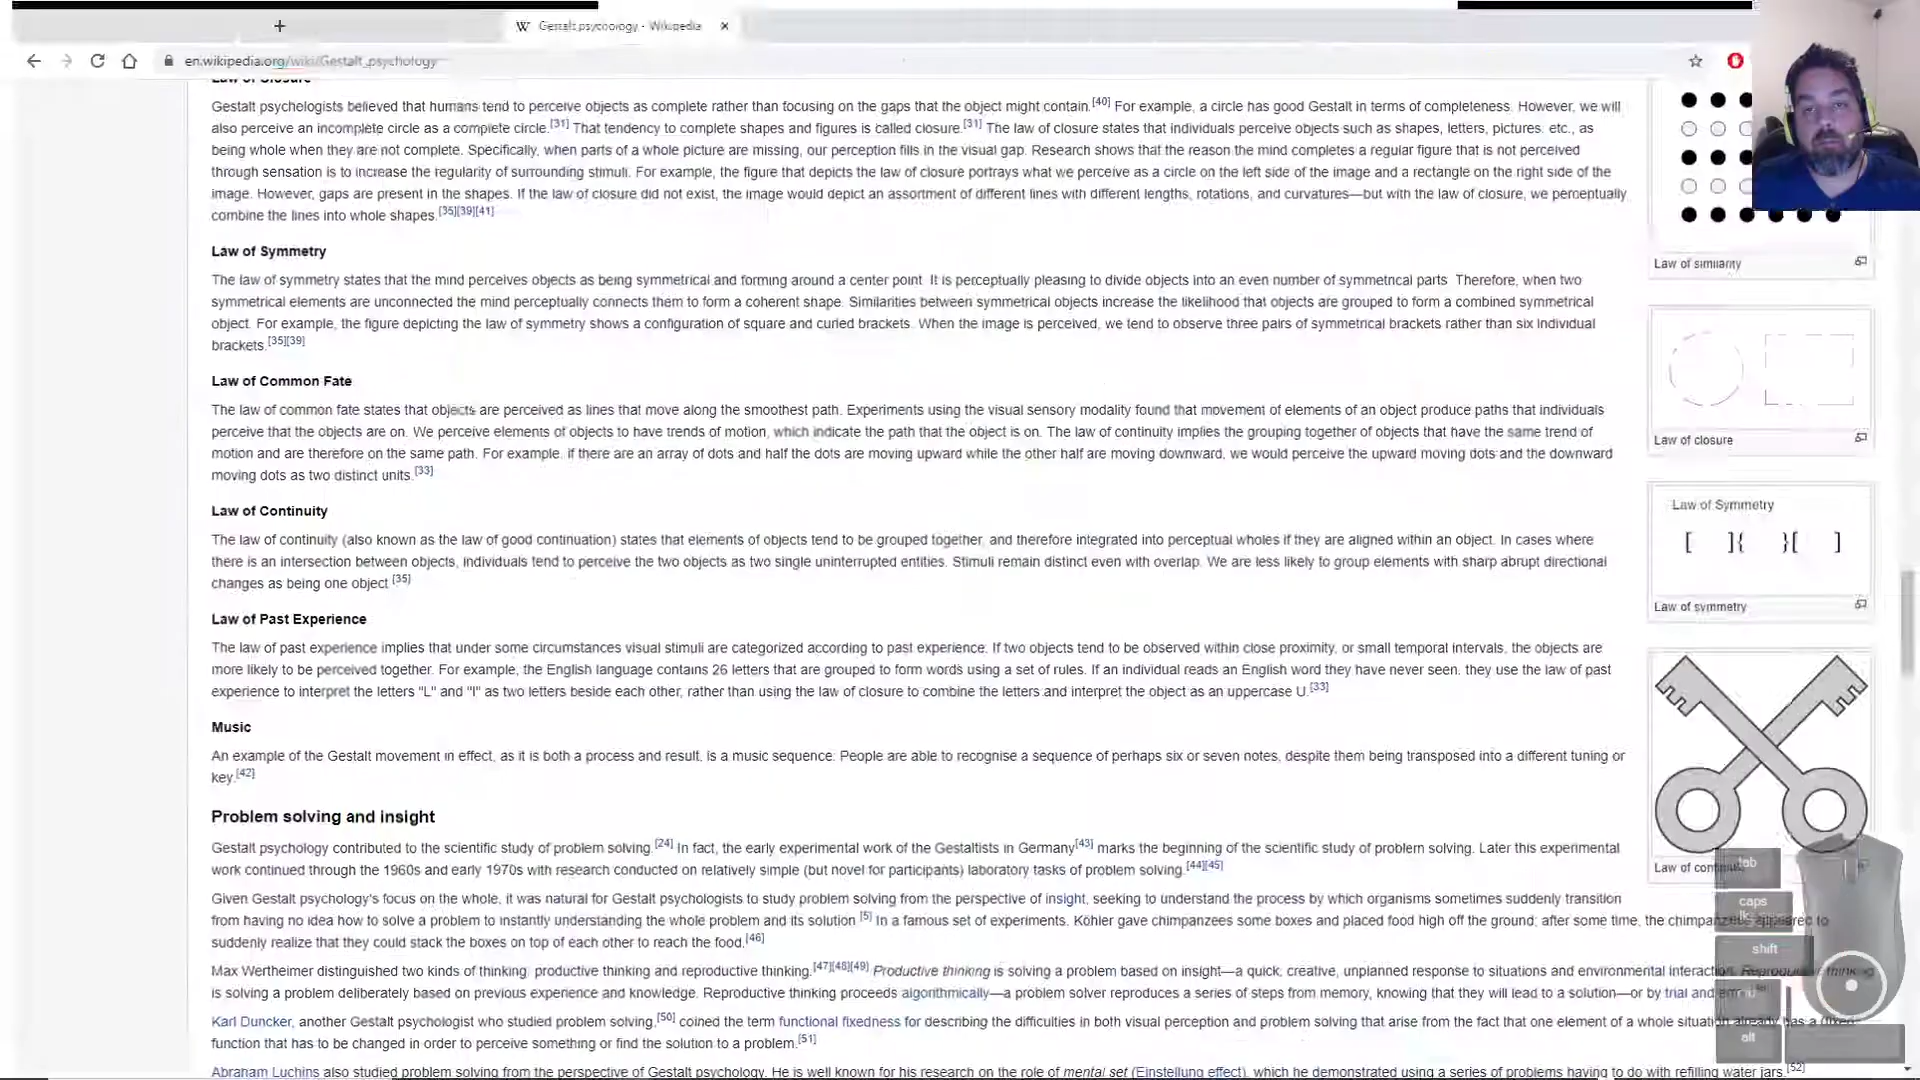 Gestalt psychology - Wikipedia
en.wikipedia.org/wiki/Gestalt_psychology
Law of Closure
Gestalt psychologists believed that humans tend to perceive objects as complete rather than focusing on the gaps that the object might contain.[40] For example, a circle has good Gestalt in terms of completeness. However, we will
also perceive an incomplete circle as a complete circle.[31] That tendency to complete shapes and figures is called closure.[31] The law of closure states that individuals perceive objects such as shapes, letters, pictures, etc., as
being whole when they are not complete. Specifically, when parts of a whole picture are missing, our perception fills in the visual gap. Research shows that the reason the mind completes a regular figure that is not perceived
through sensation is to increase the regularity of surrounding stimuli. For example, the figure that depicts the law of closure portrays what we perceive as a circle on the left side of the image and a rectangle on the right side of the
image. However, gaps are present in the shapes. If the law of closure did not exist, the image would depict an assortment of different lines with different lengths, rotations, and curvatures—but with the law of closure, we perceptually
combine the lines into whole shapes.[35][39][41]
Law of Symmetry
The law of symmetry states that the mind perceives objects as being symmetrical and forming around a center point. It is perceptually pleasing to divide objects into an even number of symmetrical parts. Therefore, when two
symmetrical elements are unconnected the mind perceptually connects them to form a coherent shape. Similarities between symmetrical objects increase the likelihood that objects are grouped to form a combined symmetrical
object. For example, the figure depicting the law of symmetry shows a configuration of square and curled brackets. When the image is perceived, we tend to observe three pairs of symmetrical brackets rather than six individual
brackets.[35][39]
Law of Common Fate
The law of common fate states that objects are perceived as lines that move along the smoothest path. Experiments using the visual sensory modality found that movement of elements of an object produce paths that individuals
perceive that the objects are on. We perceive elements of objects to have trends of motion, which indicate the path that the object is on. The law of continuity implies the grouping together of objects that have the same trend of
motion and are therefore on the same path. For example, if there are an array of dots and half the dots are moving upward while the other half are moving downward, we would perceive the upward moving dots and the downward
moving dots as two distinct units.[33]
Law of Continuity
The law of continuity (also known as the law of good continuation) states that elements of objects tend to be grouped together, and therefore integrated into perceptual wholes if they are aligned within an object. In cases where
there is an intersection between objects, individuals tend to perceive the two objects as two single uninterrupted entities. Stimuli remain distinct even with overlap. We are less likely to group elements with sharp abrupt directional
changes as being one object.[35]
Law of Past Experience
The law of past experience implies that under some circumstances visual stimuli are categorized according to past experience. If two objects tend to be observed within close proximity, or small temporal intervals, the objects are
more likely to be perceived together. For example, the English language contains 26 letters that are grouped to form words using a set of rules. If an individual reads an English word they have never seen, they use the law of past
experience to interpret the letters "L" and "I" as two letters beside each other, rather than using the law of closure to combine the letters and interpret the object as an uppercase U.[33]
Music
An example of the Gestalt movement in effect, as it is both a process and result, is a music sequence. People are able to recognise a sequence of perhaps six or seven notes, despite them being transposed into a different tuning or
key.[42]
Problem solving and insight
Gestalt psychology contributed to the scientific study of problem solving.[24] In fact, the early experimental work of the Gestaltists in Germany[43] marks the beginning of the scientific study of problem solving. Later this experimental
work continued through the 1960s and early 1970s with research conducted on relatively simple (but novel for participants) laboratory tasks of problem solving.[44][45]
Given Gestalt psychology's focus on the whole, it was natural for Gestalt psychologists to study problem solving from the perspective of insight, seeking to understand the process by which organisms sometimes suddenly transition
from having no idea how to solve a problem to instantly understanding the whole problem and its solution.[5] In a famous set of experiments, Köhler gave chimpanzees some boxes and placed food high off the ground; after some time, the chimpanzees appeared to
suddenly realize that they could stack the boxes on top of each other to reach the food.[46]
Max Wertheimer distinguished two kinds of thinking: productive thinking and reproductive thinking.[47][48][49] Productive thinking is solving a problem based on insight—a quick, creative, unplanned response to situations and environmental interaction. Reproductive thinking
is solving a problem deliberately based on previous experience and knowledge. Reproductive thinking proceeds algorithmically—a problem solver reproduces a series of steps from memory, knowing that they will lead to a solution—or by trial and
Karl Duncker, another Gestalt psychologist who studied problem solving,[50] coined the term functional fixedness for describing the difficulties in both visual perception and problem solving that arise from the fact that one element of a whole situation already has a (fixed)
function that has to be changed in order to perceive something or find the solution to a problem.[51]
Abraham Luchins also studied problem solving from the perspective of Gestalt psychology. He is well known for his research on the role of mental set (Einstellung effect), which he demonstrated using a series of problems having to do with refilling water jars.[52]
Law of similarity
Law of closure
Law of Symmetry
[ ]{ }[ ]
Law of symmetry
Law of
tab
caps
shift
alt